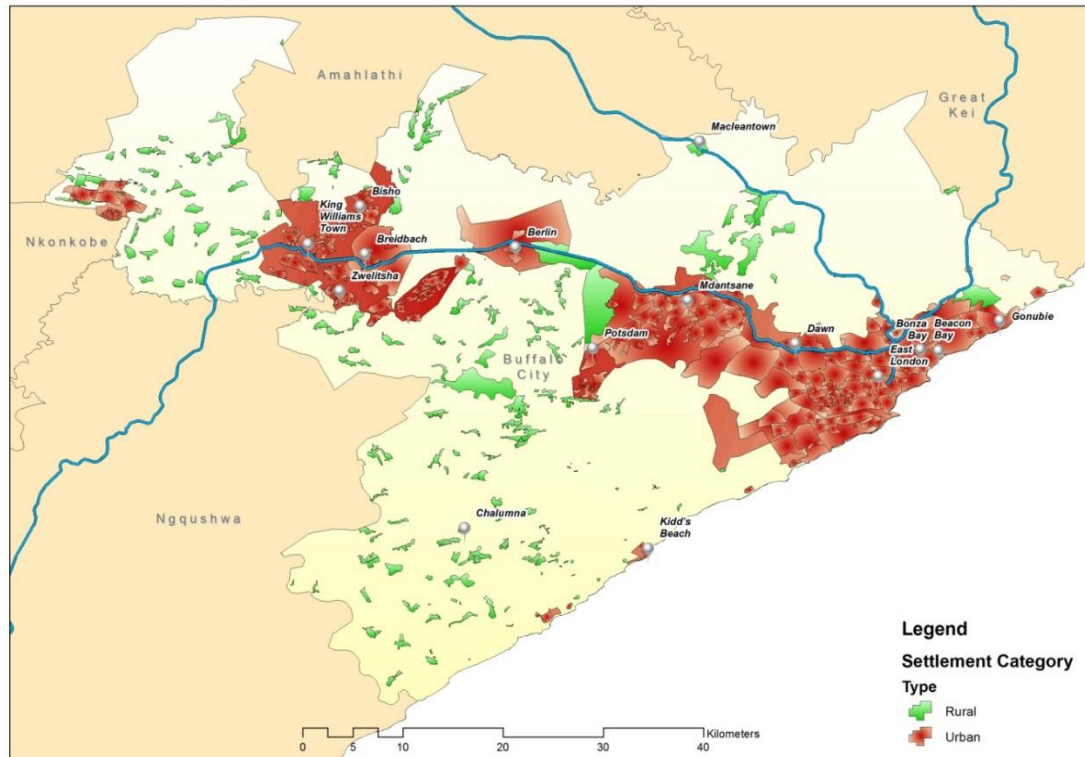 Amahlathi
Great
Kei
Macleantown
Bisho
King
Williams
Town
Nkonkobe
Breidbach
Berlin
Zwelitsha
Mdantsane
Gonubie
Bonza
Bay
Beacon
Bay
Dawn
Potsdam
East
London
Buffalo
City
Ngqushwa
Chalumna
Kidd's
Beach
Legend
Settlement Category
Type
Rural
Urban
Kilometers
0 5 10 20 30 40